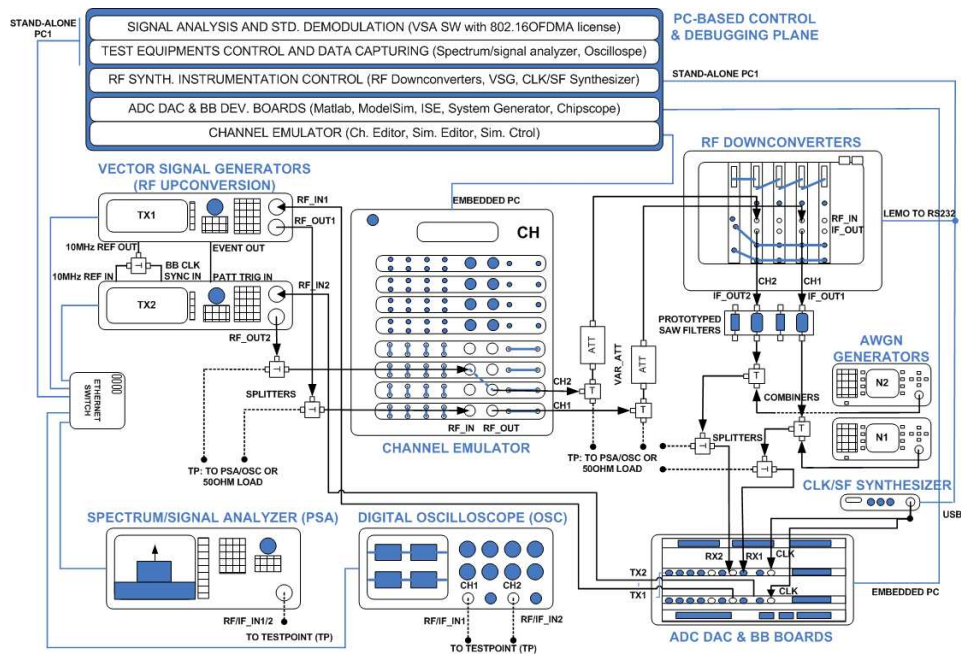 STAND-ALONE
PC1
SIGNAL ANALYSIS AND STD. DEMODULATION (VSA SW with 802.16OFDMA license)
TEST EQUIPMENTS CONTROL AND DATA CAPTURING (Spectrum/signal analyzer, Oscillospe)
RF SYNTH. INSTRUMENTATION CONTROL (RF Downconverters, VSG, CLK/SF Synthesizer)
ADC DAC & BB DEV. BOARDS (Matlab, ModelSim, ISE, System Generator, Chipscope)
CHANNEL EMULATOR (Ch. Editor, Sim. Editor, Sim. Ctrol)
PC-BASED CONTROL
& DEBUGGING PLANE
STAND-ALONE PC1
VECTOR SIGNAL GENERATORS
(RF UPCONVERSION)
TX1
RF_IN1
RF_OUT1
10MHz REF OUT
EVENT OUT
10MHz REF IN
BB CLK
SYNC IN
PATT TRIG IN
TX2
RF_IN2
RF_OUT2
T
SPLITTERS
T
ETHERNET
SWITCH
TP: TO PSA/OSC OR
50OHM LOAD
EMBEDDED PC
CH
CH2
CH1
RF_IN RF_OUT
CHANNEL EMULATOR
ATT
VAR_ATT
ATT
T
T
TP: TO PSA/OSC OR
50OHM LOAD
RF DOWNCONVERTERS
RF_IN
IF_OUT
LEMO TO RS232
CH2
CH1
IF_OUT2
IF_OUT1
PROTOTYPED
SAW FILTERS
AWGN
GENERATORS
N2
T
COMBINERS
T
N1
T
SPLITTERS
T
CLK/SF SYNTHESIZER
USB
SPECTRUM/SIGNAL ANALYZER (PSA)
RF/IF_IN1/2
TO TESTPOINT (TP)
DIGITAL OSCILLOSCOPE (OSC)
CH1
CH2
RF/IF_IN1
RF/IF_IN2
TO TESTPOINT (TP)
RX2
RX1
CLK
TX2
TX1
CLK
EMBEDDED PC
ADC DAC & BB BOARDS